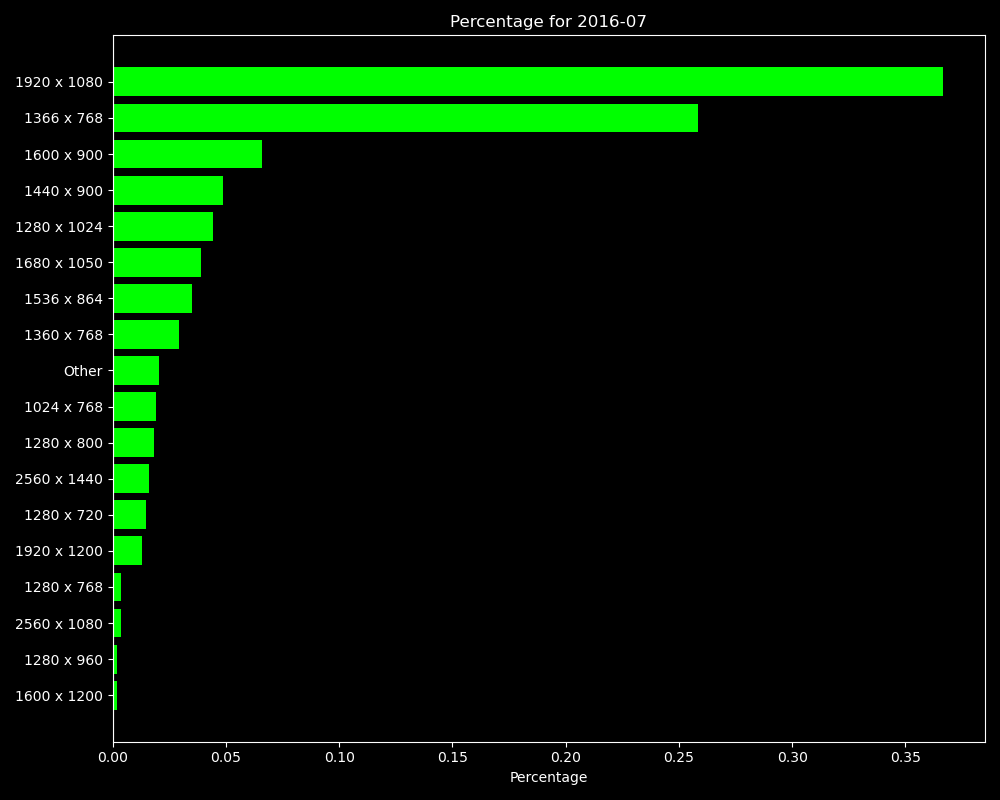 Percentage for 2016-07
1920 x 1080
1366 x 768
1600 x 900
1440 x 900
1280 x 1024
1680 x 1050
1536 x 864
1360 x 768
Other
1024 x 768
1280 x 800
2560 x 1440
1280 x 720
1920 x 1200
1280 x 768
2560 x 1080
1280 x 960
1600 x 1200
0.00 0.05 0.10 0.15 0.20 0.25 0.30 0.35
Percentage